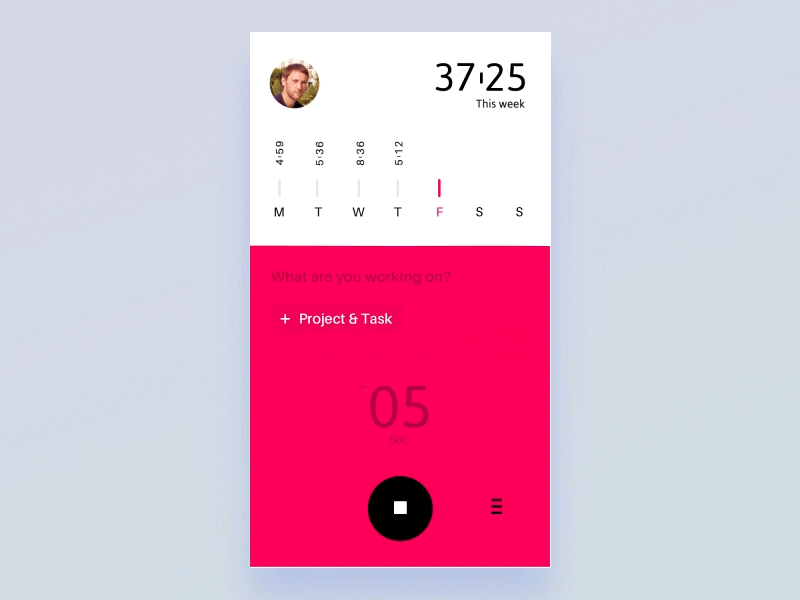 37:25
This week
4:59 5:36 8:36 5:12
M T W T F S S
What are you working on?
+ Project & Task
05
Sec